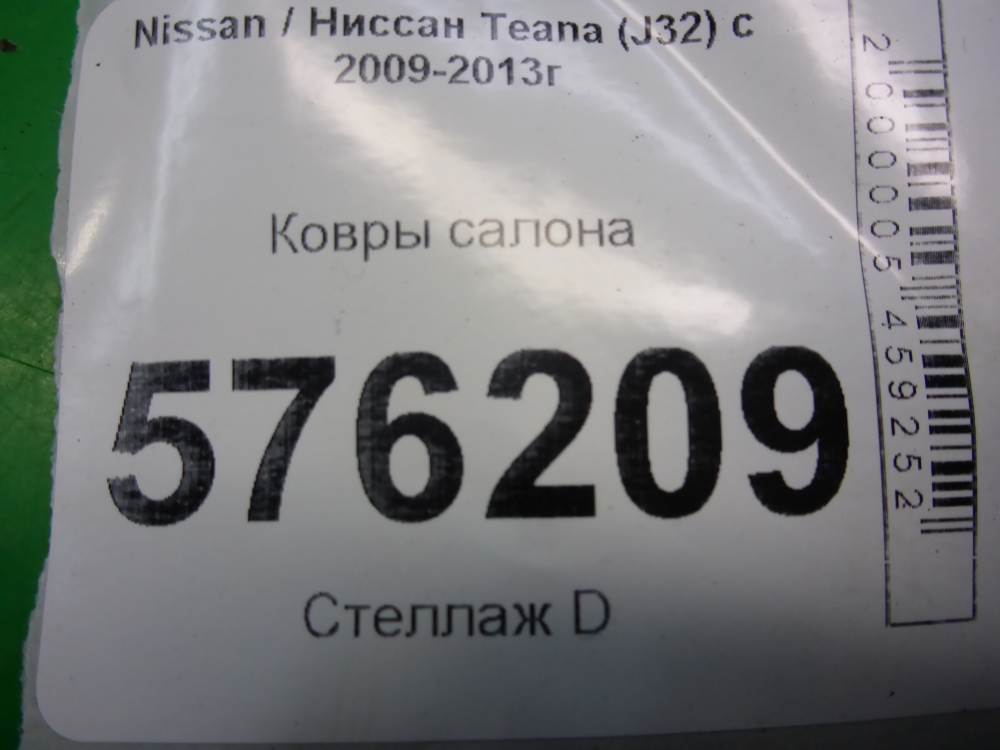 Nissan / Ниссан Teana (J32) с
2009-2013г
Ковры салона
576209
Стеллаж D
2000005459252